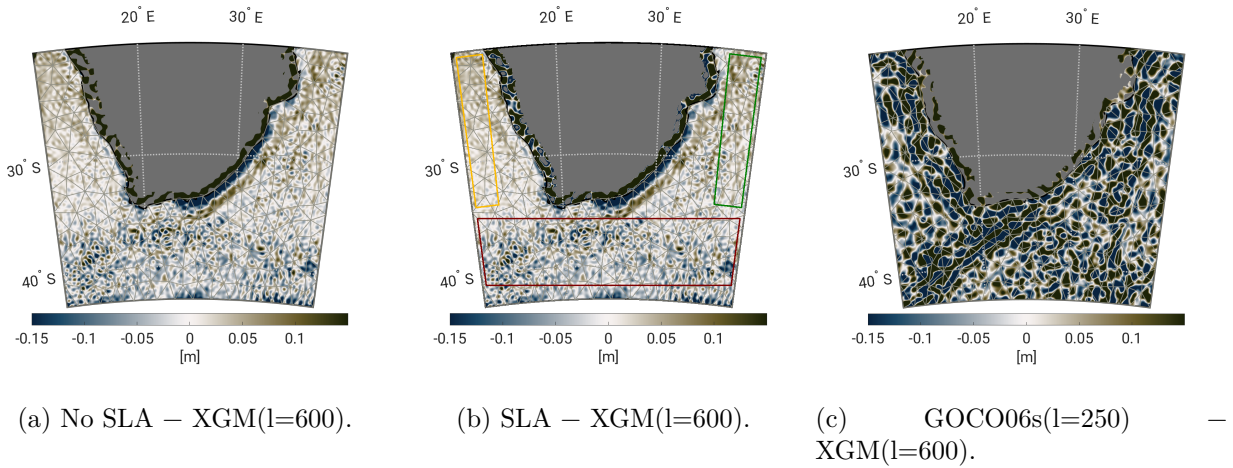 20° E 30° E
30° S
40° S
-0.15 -0.1 -0.05 0 0.05 0.1
[m]
(a) No SLA − XGM(l=600).
20° E 30° E
30° S
40° S
-0.15 -0.1 -0.05 0 0.05 0.1
[m]
(b) SLA − XGM(l=600).
20° E 30° E
30° S
40° S
-0.15 -0.1 -0.05 0 0.05 0.1
[m]
(c) GOCO06s(l=250) −
XGM(l=600).